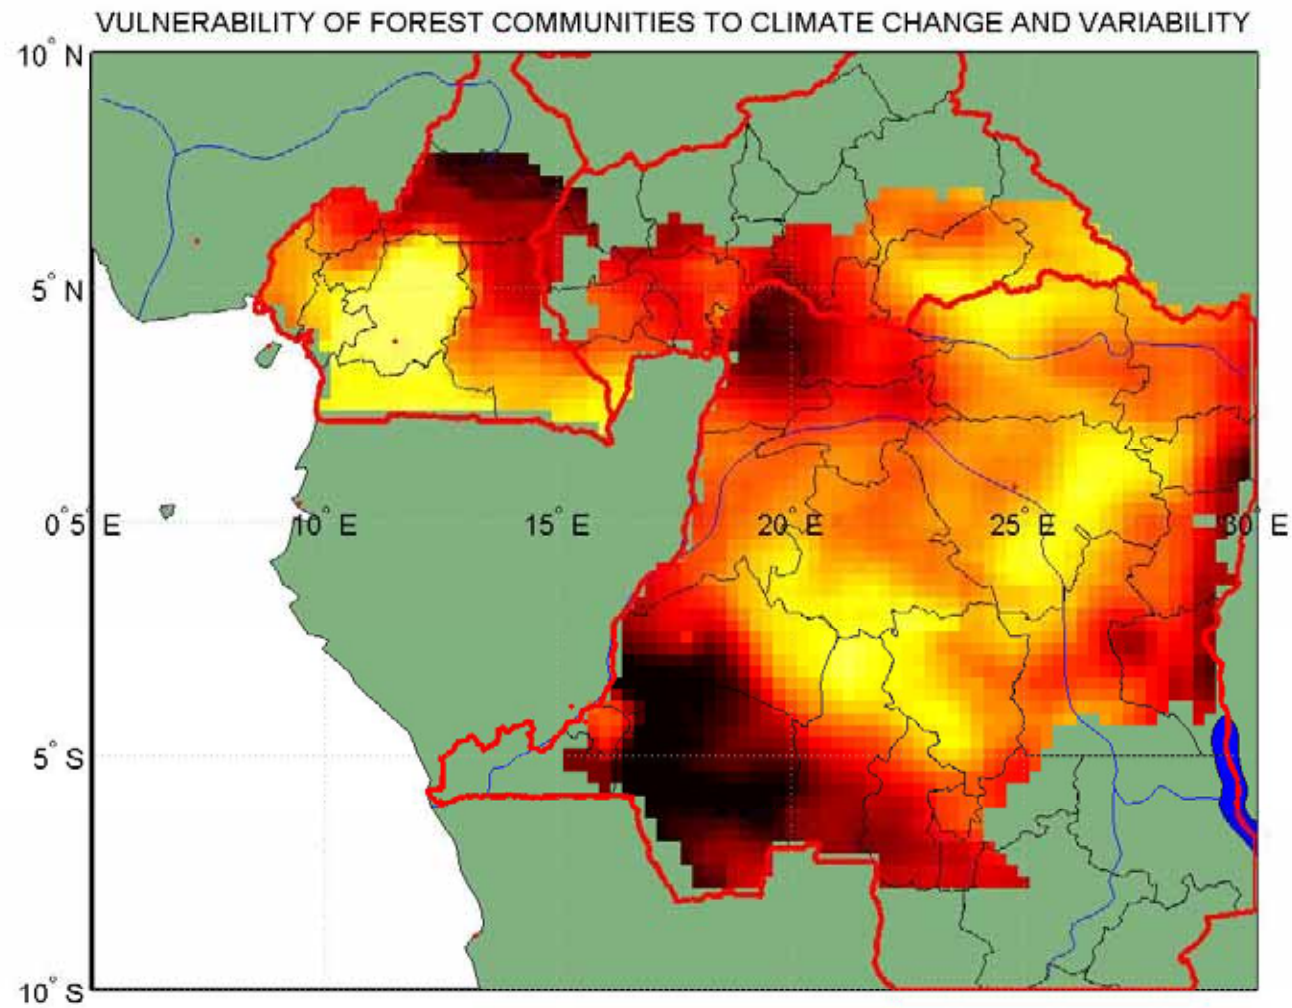 VULNERABILITY OF FOREST COMMUNITIES TO CLIMATE CHANGE AND VARIABILITY
10° N
5° N
0° 5° E 10° E 15° E 20° E 25° E 30° E
5° S
10° S